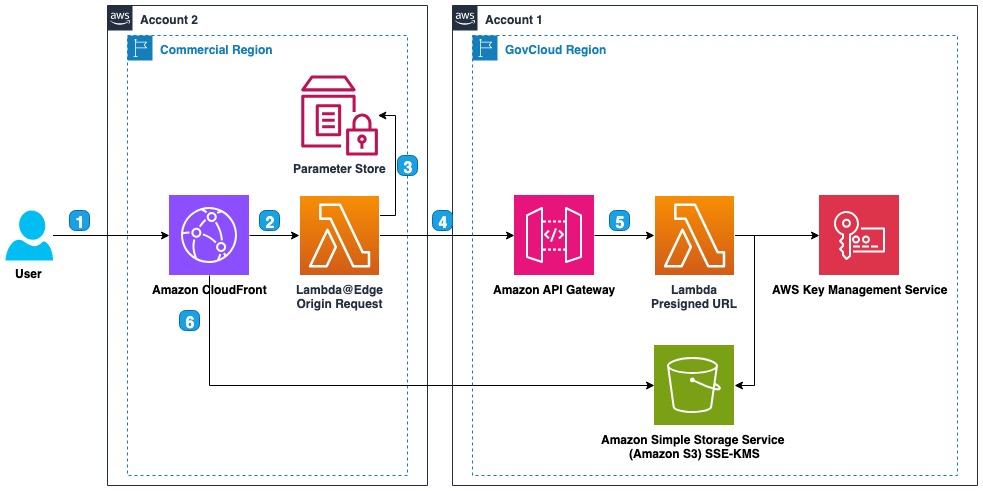 aws
Account 2
aws
Account 1
Commercial Region
GovCloud Region
Parameter Store
3
1
2
4
5
User
Amazon CloudFront
Lambda@Edge
Origin Request
Amazon API Gateway
Lambda
Presigned URL
AWS Key Management Service
6
Amazon Simple Storage Service
(Amazon S3) SSE-KMS